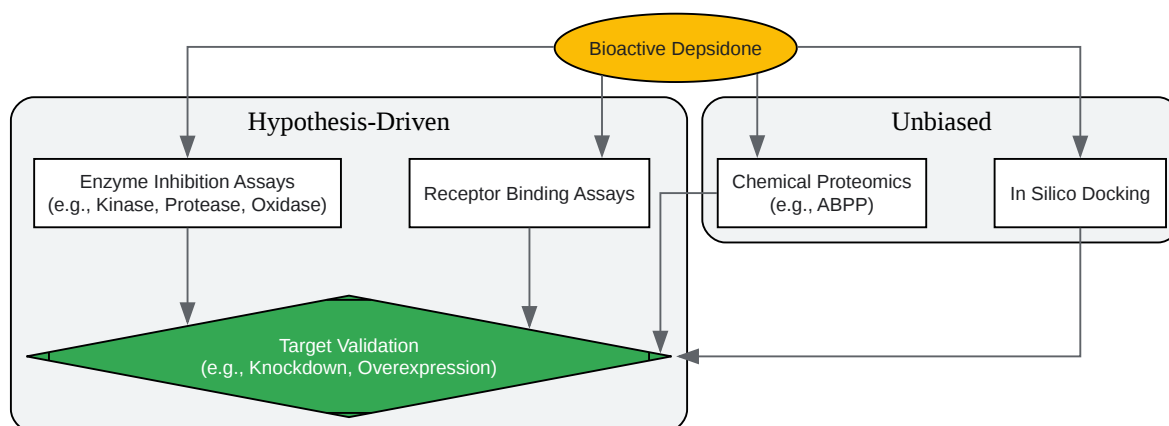 Bioactive Depsidone
Hypothesis-Driven
Unbiased
Enzyme Inhibition Assays
(e.g., Kinase, Protease, Oxidase)
Receptor Binding Assays
Chemical Proteomics
(e.g., ABPP)
In Silico Docking
Target Validation
(e.g., Knockdown, Overexpression)